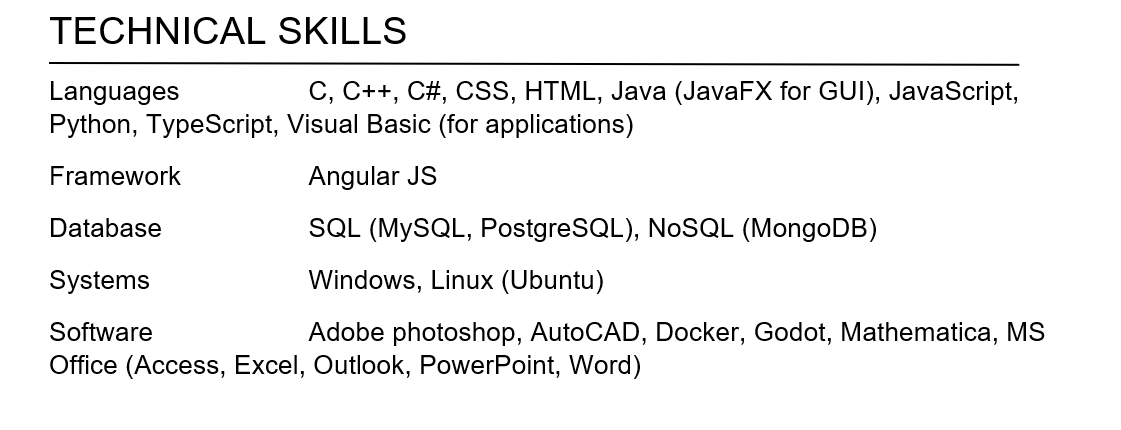 TECHNICAL SKILLS
Languages C, C++, C#, CSS, HTML, Java (JavaFX for GUI), JavaScript,
Python, TypeScript, Visual Basic (for applications)
Framework Angular JS
Database SQL (MySQL, PostgreSQL), NoSQL (MongoDB)
Systems Windows, Linux (Ubuntu)
Software Adobe photoshop, AutoCAD, Docker, Godot, Mathematica, MS
Office (Access, Excel, Outlook, PowerPoint, Word)